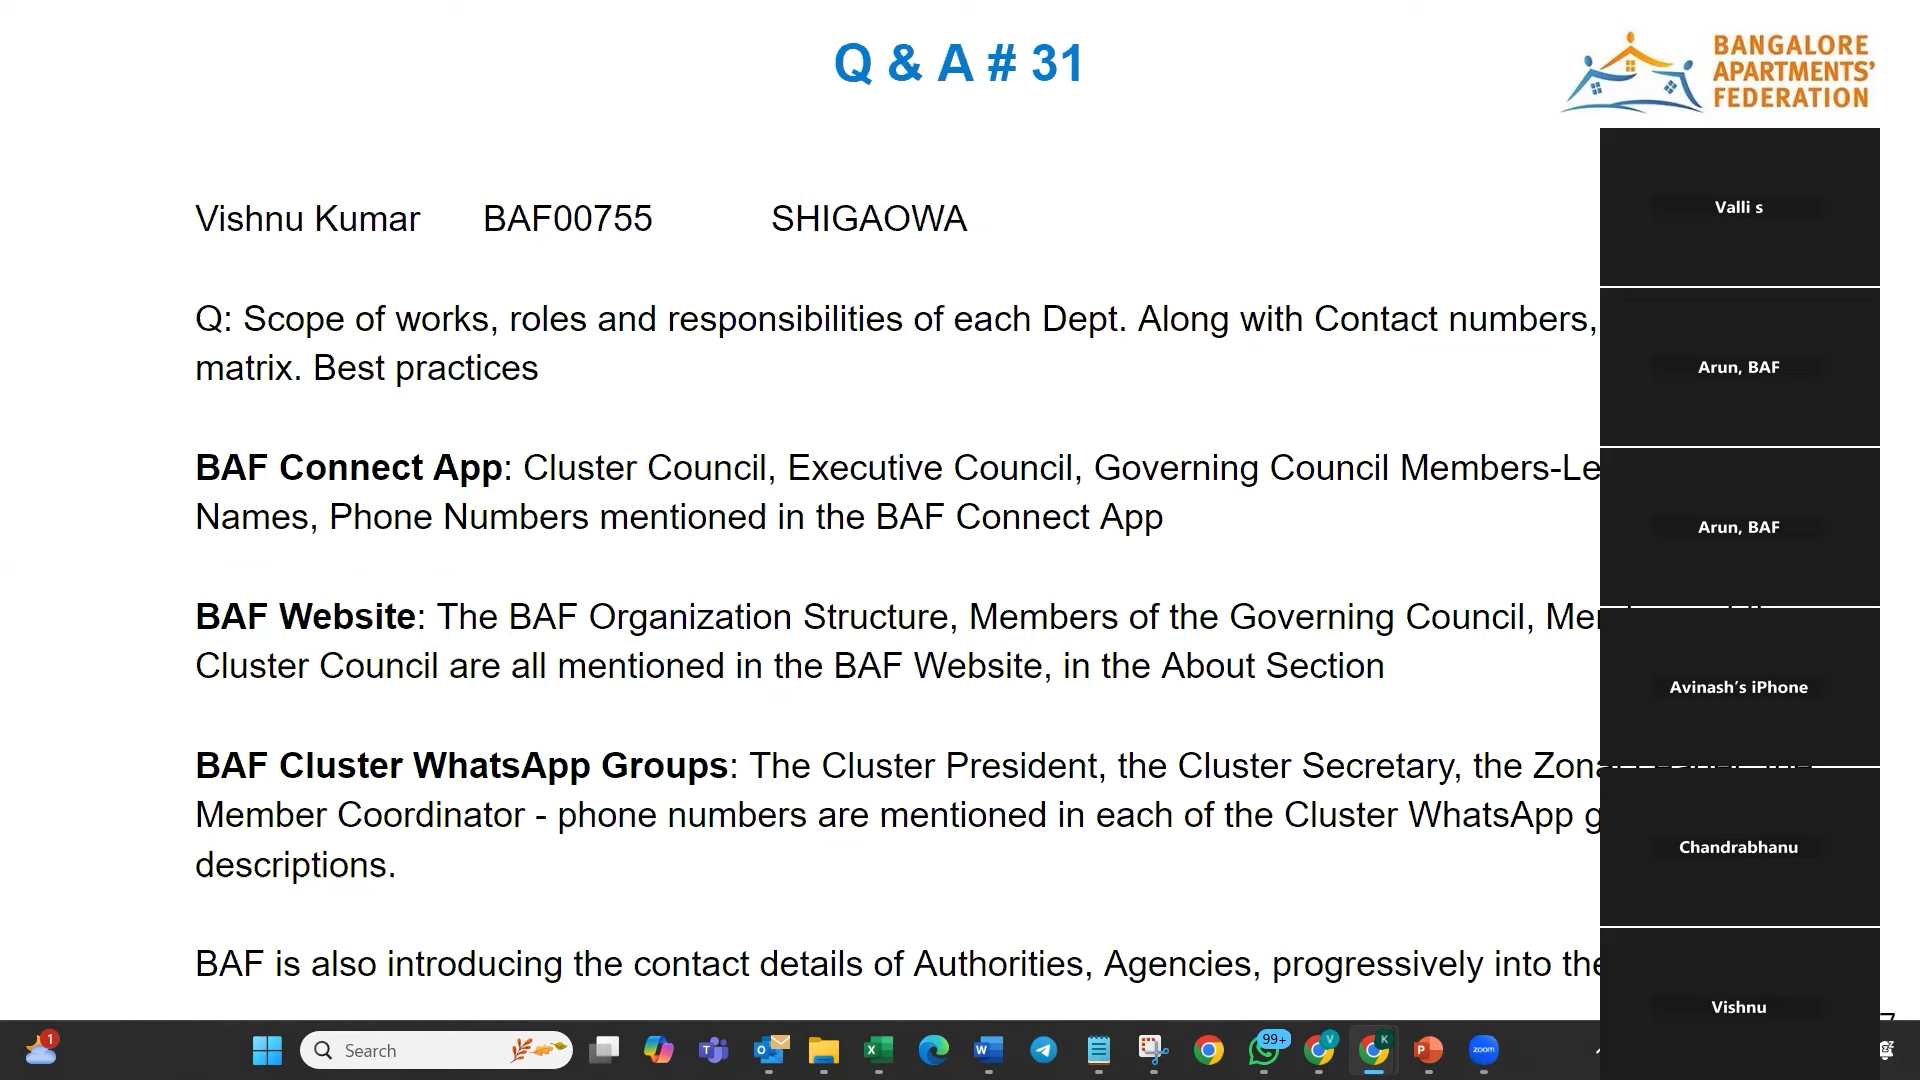 Q & A # 31
BANGALORE
APARTMENTS’
FEDERATION
Vishnu Kumar BAF00755 SHIGAOWA
Q: Scope of works, roles and responsibilities of each Dept. Along with Contact numbers,
matrix. Best practices
BAF Connect App: Cluster Council, Executive Council, Governing Council Members-Le
Names, Phone Numbers mentioned in the BAF Connect App
BAF Website: The BAF Organization Structure, Members of the Governing Council,
Cluster Council are all mentioned in the BAF Website, in the About Section
BAF Cluster WhatsApp Groups: The Cluster President, the Cluster Secretary, the
Member Coordinator - phone numbers are mentioned in each of the Cluster WhatsApp
descriptions.
BAF is also introducing the contact details of Authorities, Agencies, progressively into
Valli s
Arun, BAF
Arun, BAF
Avinash’s iPhone
Chandrabhanu
Vishnu
1
Search
99+
V
K
zoom